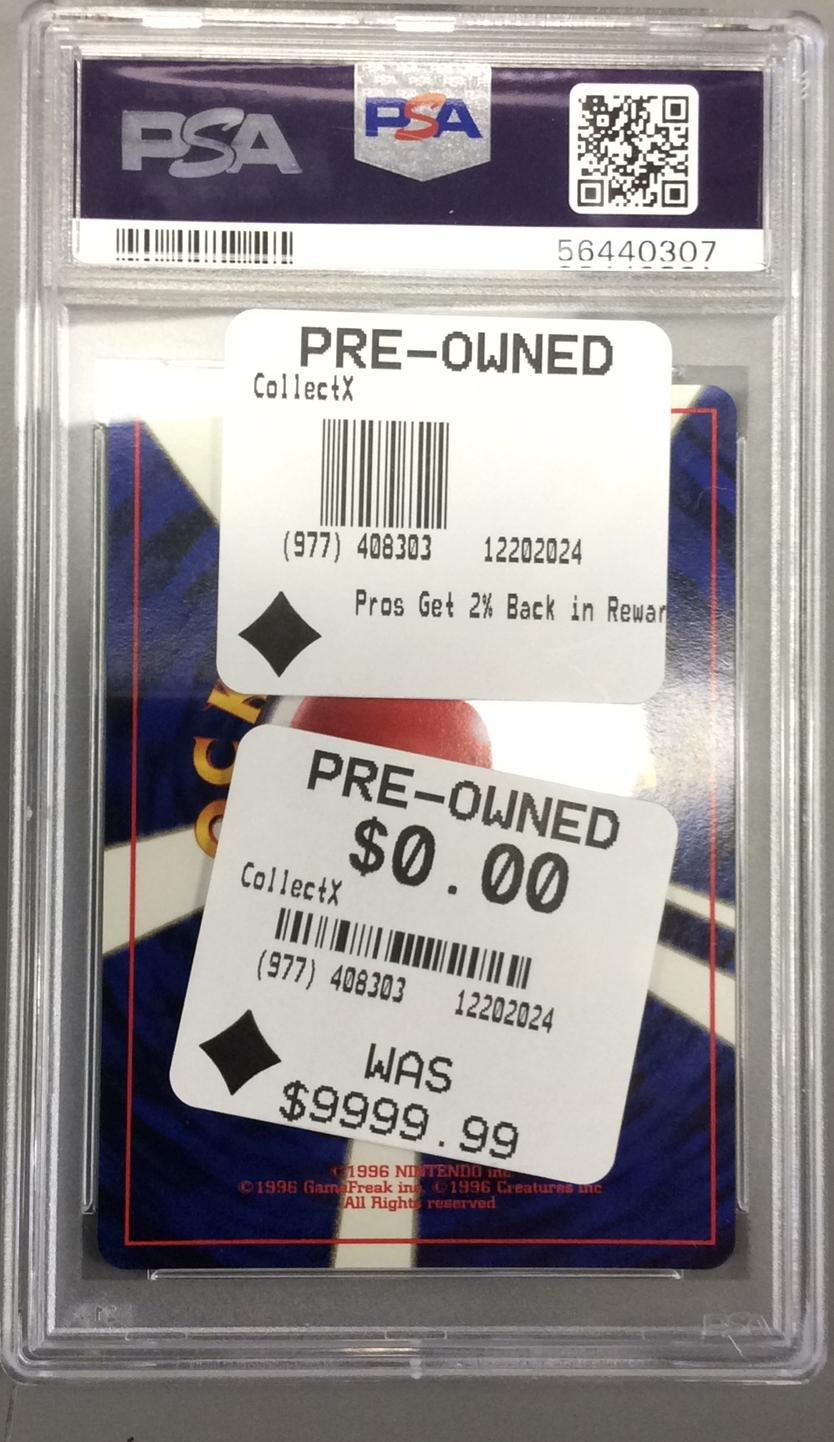 PSA
PSA
56440307
PRE-OWNED
CollectX
(977) 408303 12202024
Pros Get 2% Back in Rewar
OCK
PRE-OWNED
$0.00
CollectX
(977) 408303 12202024
WAS
$9999.99
©1996 NINTENDO inc
©1996 GameFreak inc. ©1996 Creatures inc
All Rights reserved
PSA